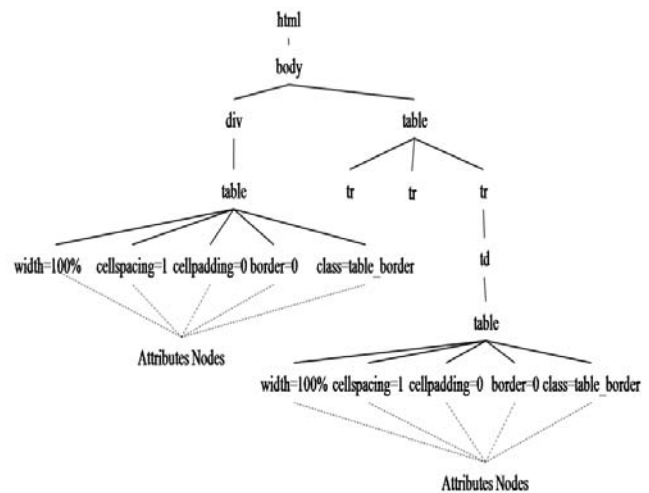 html
body
div table
table tr tr tr
width=100% cellspacing=1 cellpadding=0 border=0 class=table_border td
Attributes Nodes table
width=100% cellspacing=1 cellpadding=0 border=0 class=table_border
Attributes Nodes